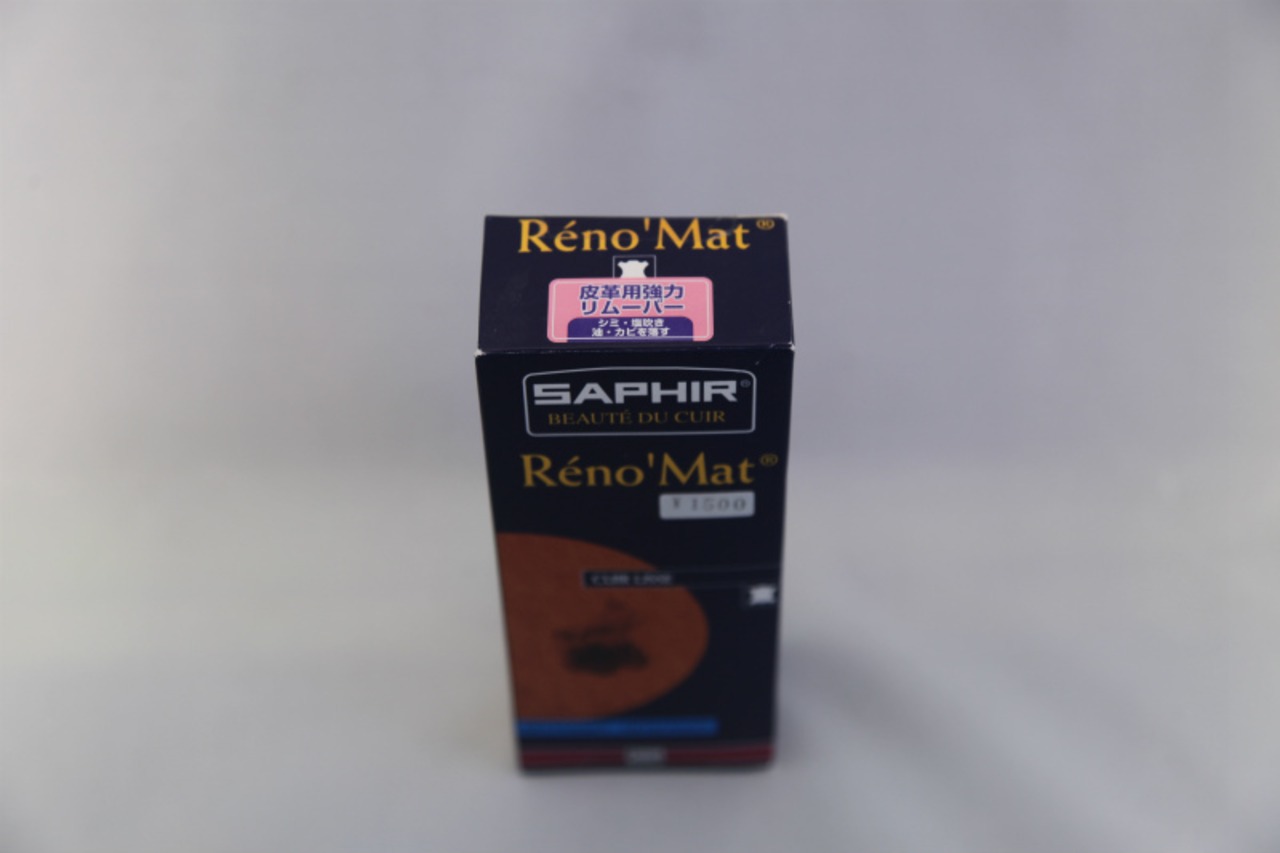 Réno'Mat®
皮革用強力
リムーバー
シミ・塩吹き
油・カビを落す
SAPHIR®
BEAUTÉ DU CUIR
Réno'Mat®
¥1500